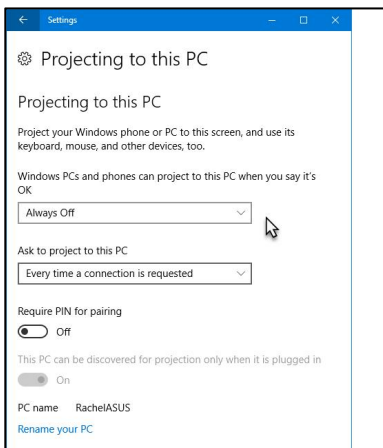 Settings
Projecting to this PC
Projecting to this PC
Project your Windows phone or PC to this screen, and use its
keyboard, mouse, and other devices, too.
Windows PCs and phones can project to this PC when you say it's
OK
Always Off
Ask to project to this PC
Every time a connection is requested
Require PIN for pairing
Off
This PC can be discovered for projection only when it is plugged in
On
PC name RachelASUS
Rename your PC